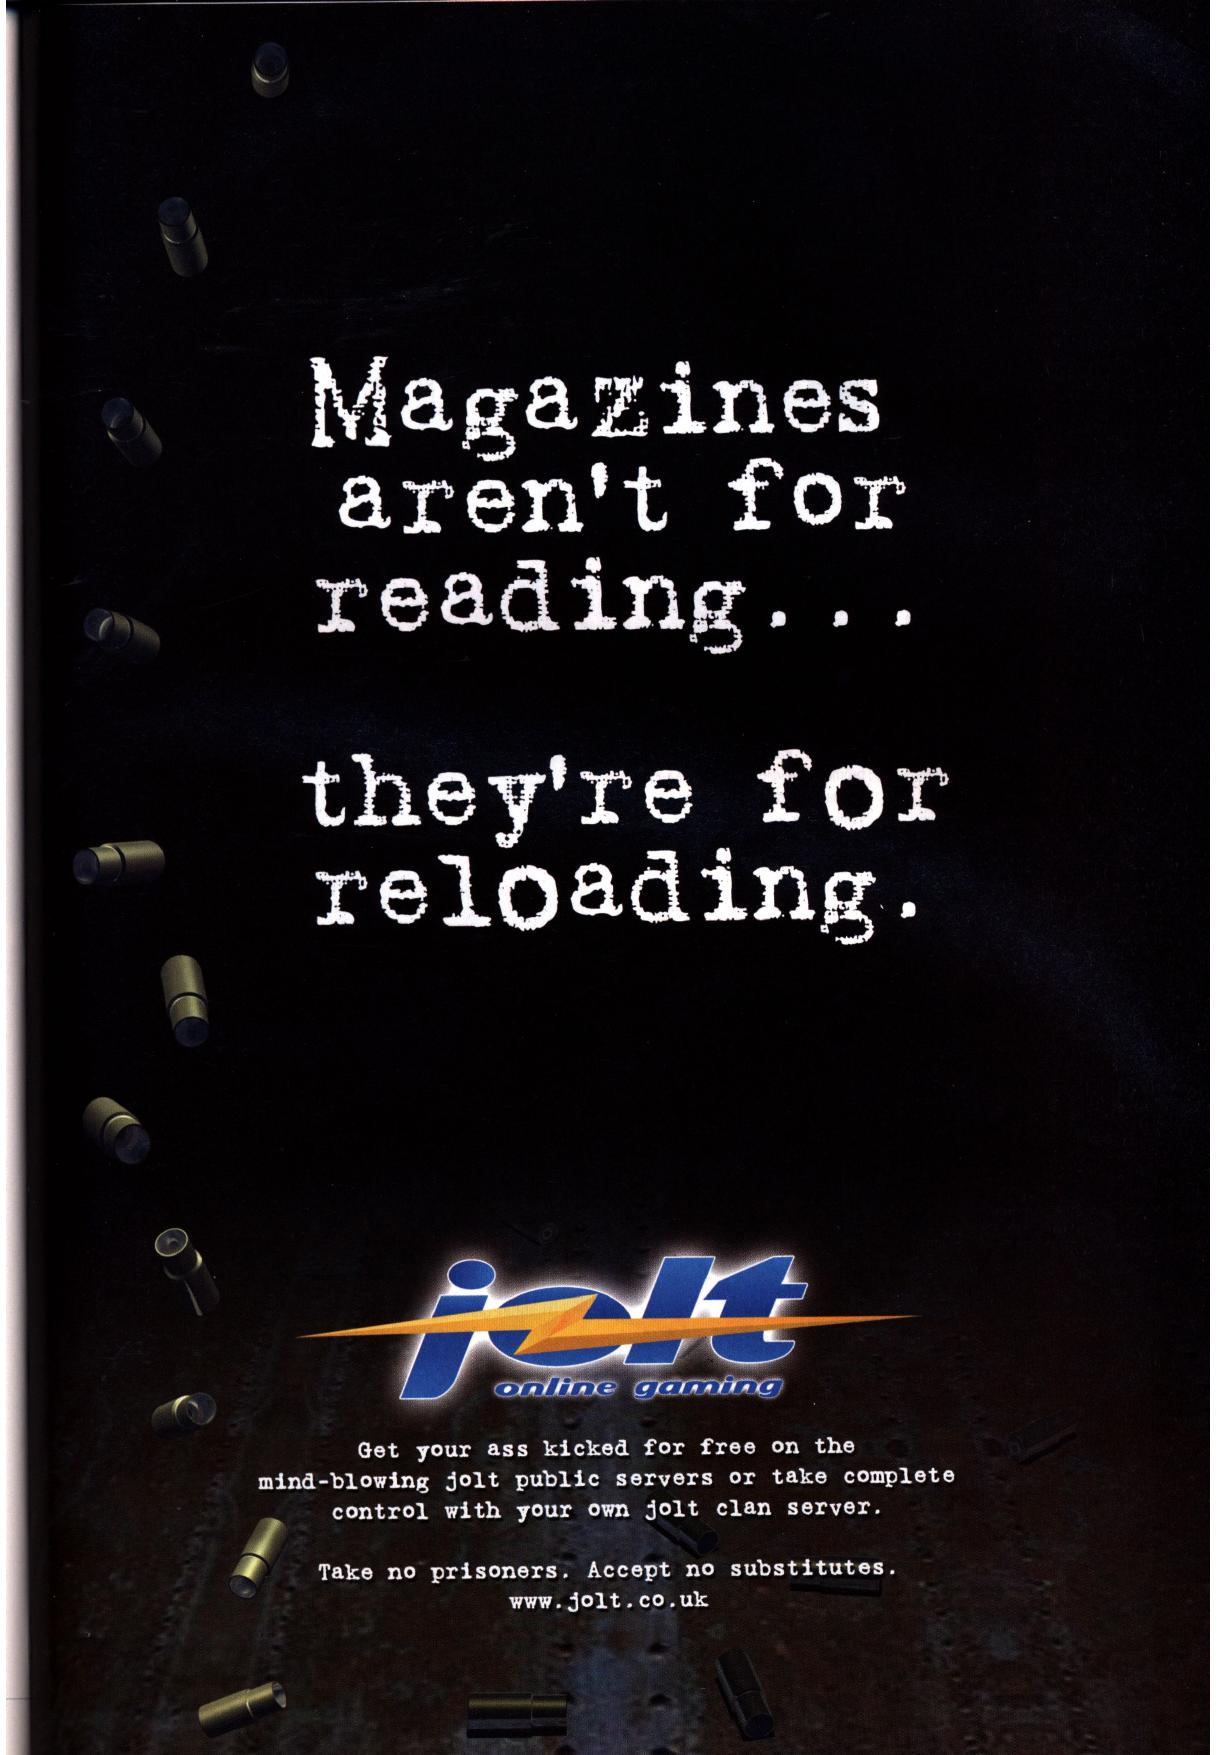 Magazines
aren't for
reading...
they're for
reloading.
jolt
online gaming
Get your ass kicked for free on the
mind-blowing jolt public servers or take complete
control with your own jolt clan server.
Take no prisoners. Accept no substitutes.
www.jolt.co.uk